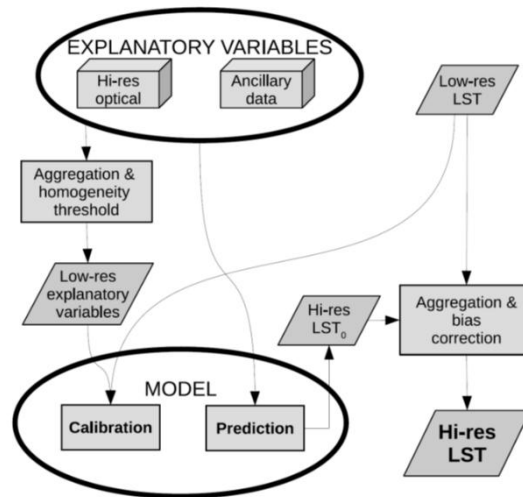 EXPLANATORY VARIABLES
Hi-res
optical
Ancillary
data
Low-res
LST
Aggregation &
homogeneity
threshold
Low-res
explanatory
variables
Hi-res
LST₀
Aggregation &
bias
correction
MODEL
Calibration
Prediction
Hi-res
LST